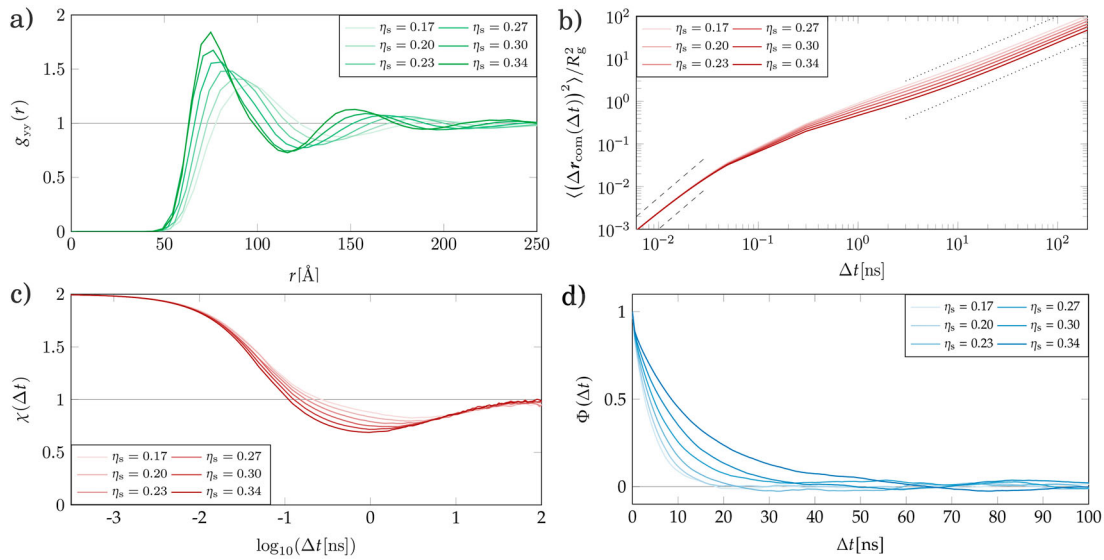 a)
η_s = 0.17 η_s = 0.27
η_s = 0.20 η_s = 0.30
η_s = 0.23 η_s = 0.34
2
1.5
1
0.5
0
g_yy(r)
0 50 100 150 200 250
r[Å]
b)
η_s = 0.17 η_s = 0.27
η_s = 0.20 η_s = 0.30
η_s = 0.23 η_s = 0.34
10^2
10^1
10^0
10^-1
10^-2
10^-3
⟨(Δr_com(Δt))^2⟩/R_g^2
10^-2 10^-1 10^0 10^1 10^2
Δt[ns]
c)
2
1.5
1
0.5
0
χ(Δt)
η_s = 0.17 η_s = 0.27
η_s = 0.20 η_s = 0.30
η_s = 0.23 η_s = 0.34
-3 -2 -1 0 1 2
log_10(Δt[ns])
d)
η_s = 0.17 η_s = 0.27
η_s = 0.20 η_s = 0.30
η_s = 0.23 η_s = 0.34
1
0.5
0
Φ(Δt)
0 10 20 30 40 50 60 70 80 90 100
Δt[ns]